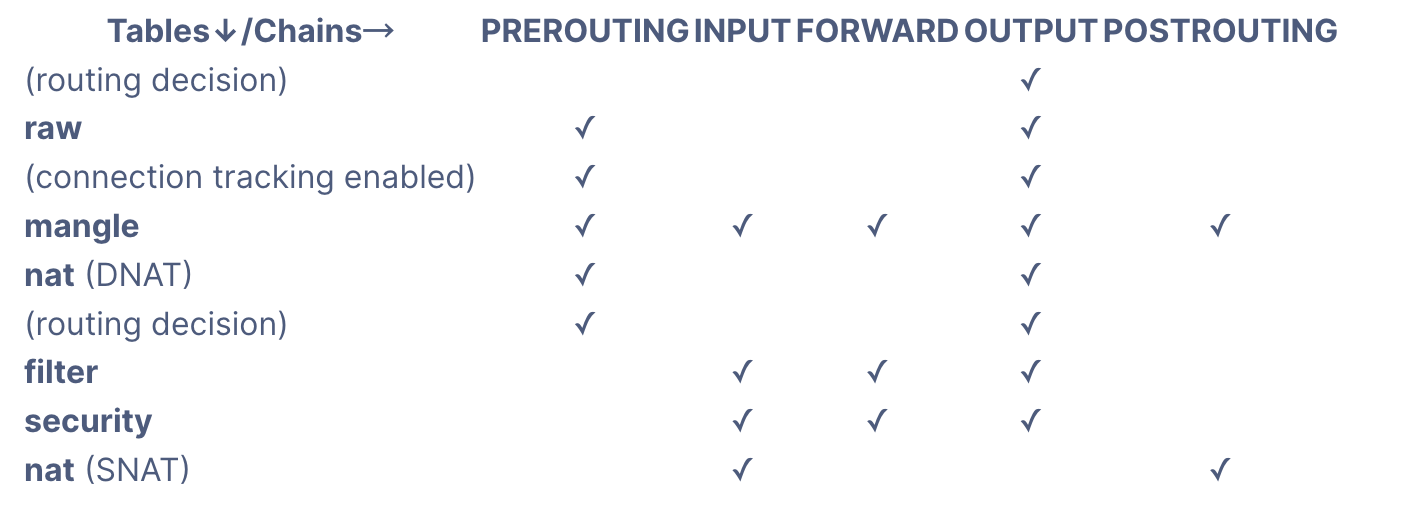 Tables↓/Chains→ PREROUTING INPUT FORWARD OUTPUT POSTROUTING
(routing decision) ✓
raw ✓ ✓
(connection tracking enabled) ✓ ✓
mangle ✓ ✓ ✓ ✓ ✓
nat (DNAT) ✓ ✓
(routing decision) ✓ ✓
filter ✓ ✓ ✓
security ✓ ✓ ✓
nat (SNAT) ✓ ✓